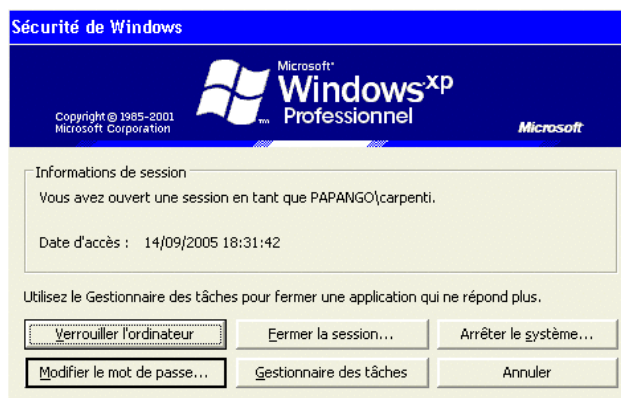 Sécurité de Windows
Microsoft®
Windows xp
Professionnel
Copyright © 1985-2001
Microsoft Corporation
Microsoft
Informations de session
Vous avez ouvert une session en tant que PAPANGO\carpenti.
Date d'accès : 14/09/2005 18:31:42
Utilisez le Gestionnaire des tâches pour fermer une application qui ne répond plus.
Verrouiller l'ordinateur
Fermer la session...
Arrêter le système...
Modifier le mot de passe...
Gestionnaire des tâches
Annuler